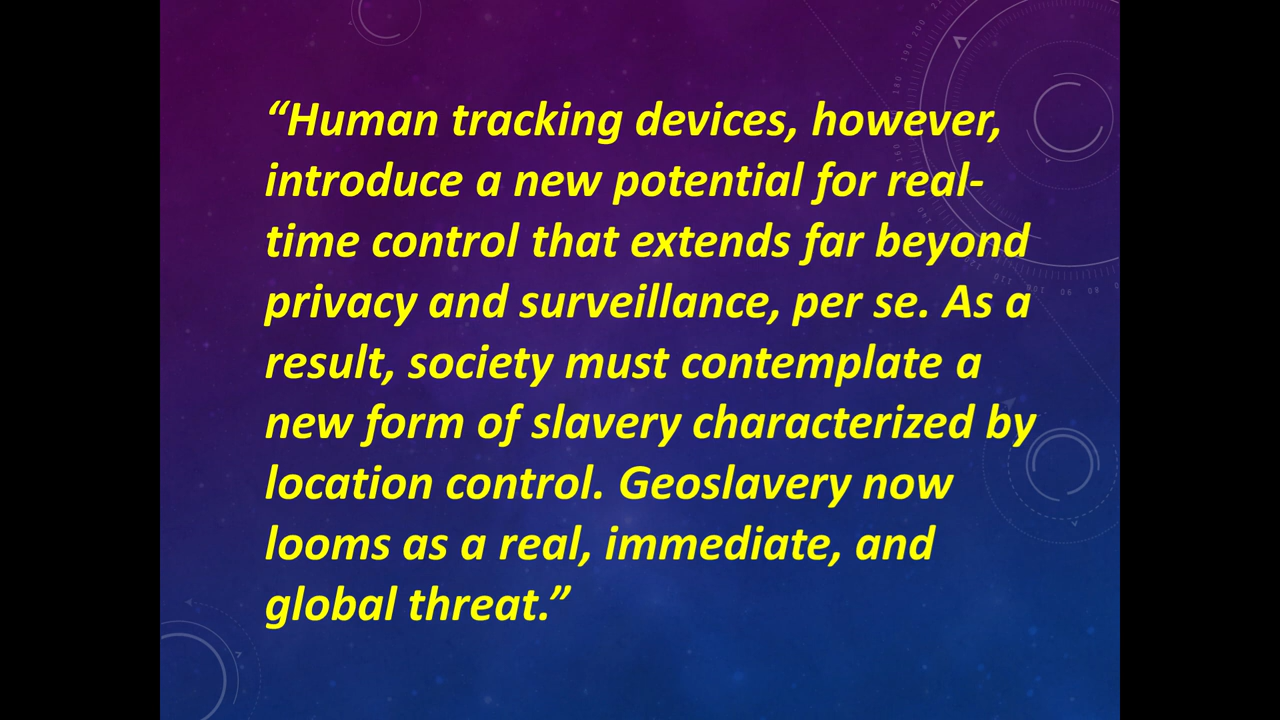 “Human tracking devices, however,
introduce a new potential for real-
time control that extends far beyond
privacy and surveillance, per se. As a
result, society must contemplate a
new form of slavery characterized by
location control. Geoslavery now
looms as a real, immediate, and
global threat.”